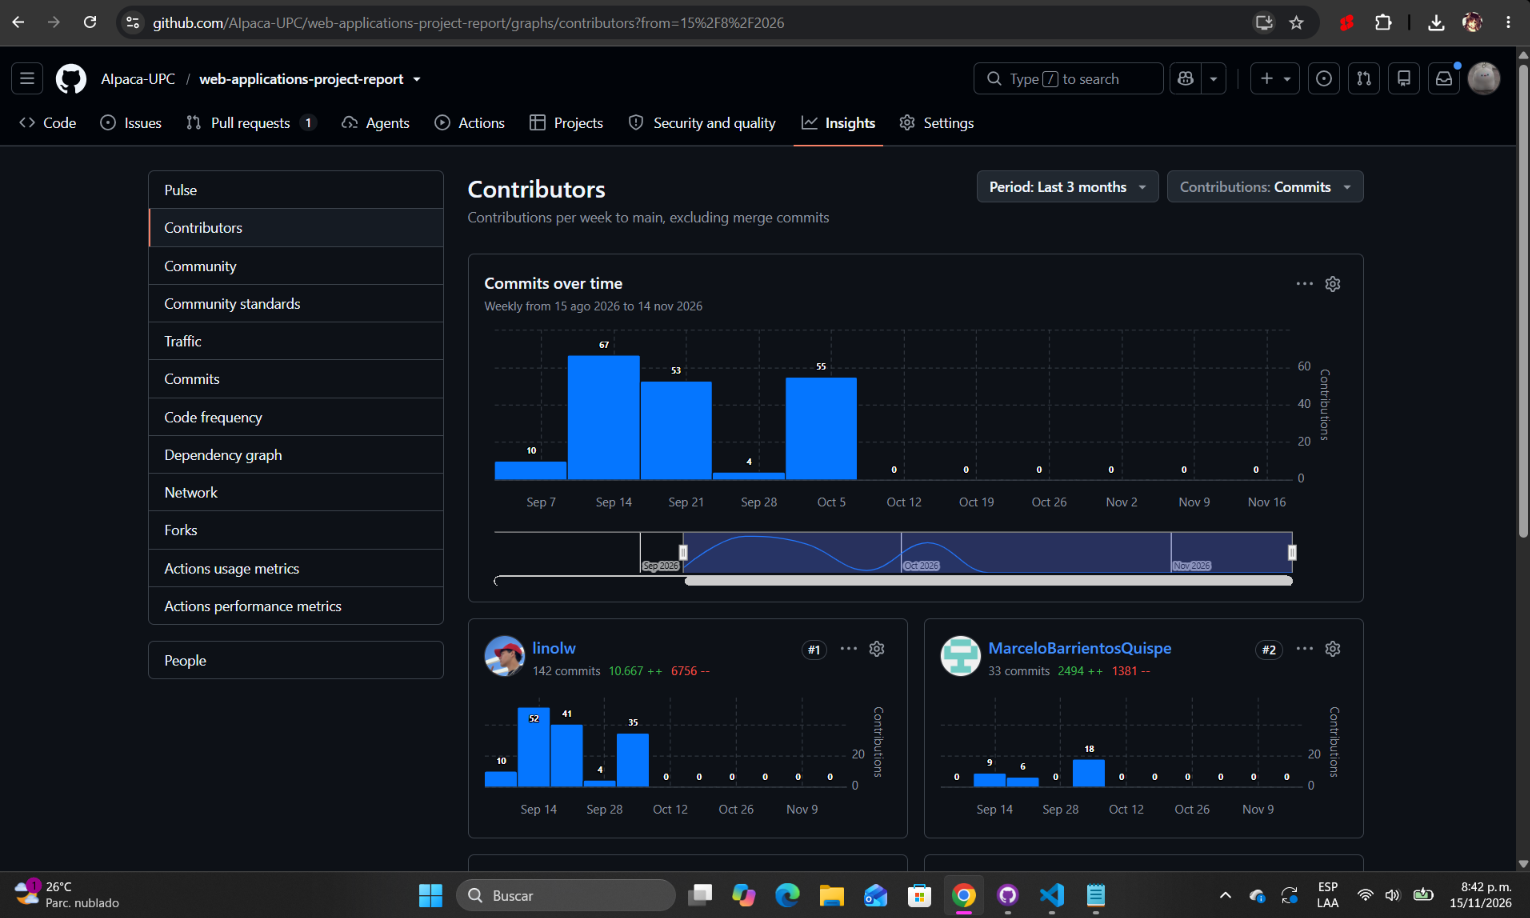 github.com/Alpaca-UPC/web-applications-project-report/graphs/contributors?from=15%2F8%2F2026
Alpaca-UPC / web-applications-project-report
Type / to search
Code
Issues
Pull requests 1
Agents
Actions
Projects
Security and quality
Insights
Settings
Pulse
Contributors
Community
Community standards
Traffic
Commits
Code frequency
Dependency graph
Network
Forks
Actions usage metrics
Actions performance metrics
People
Contributors
Contributions per week to main, excluding merge commits
Period: Last 3 months
Contributions: Commits
Commits over time
Weekly from 15 ago 2026 to 14 nov 2026
10 67 53 4 55 0 0 0 0 0 0
60
40
20
0
Contributions
Sep 7 Sep 14 Sep 21 Sep 28 Oct 5 Oct 12 Oct 19 Oct 26 Nov 2 Nov 9 Nov 16
Sep 2026 Oct 2026 Nov 2026
linolw
#1
142 commits 10.667 ++ 6756 --
10 52 41 4 35 0 0 0 0 0 0
20
0
Contributions
Sep 14 Sep 28 Oct 12 Oct 26 Nov 9
MarceloBarrientosQuispe
#2
33 commits 2494 ++ 1381 --
0 9 6 0 18 0 0 0 0 0 0
20
0
Contributions
Sep 14 Sep 28 Oct 12 Oct 26 Nov 9
1
26°C
Parc. nublado
Buscar
ESP
LAA
8:42 p. m.
15/11/2026